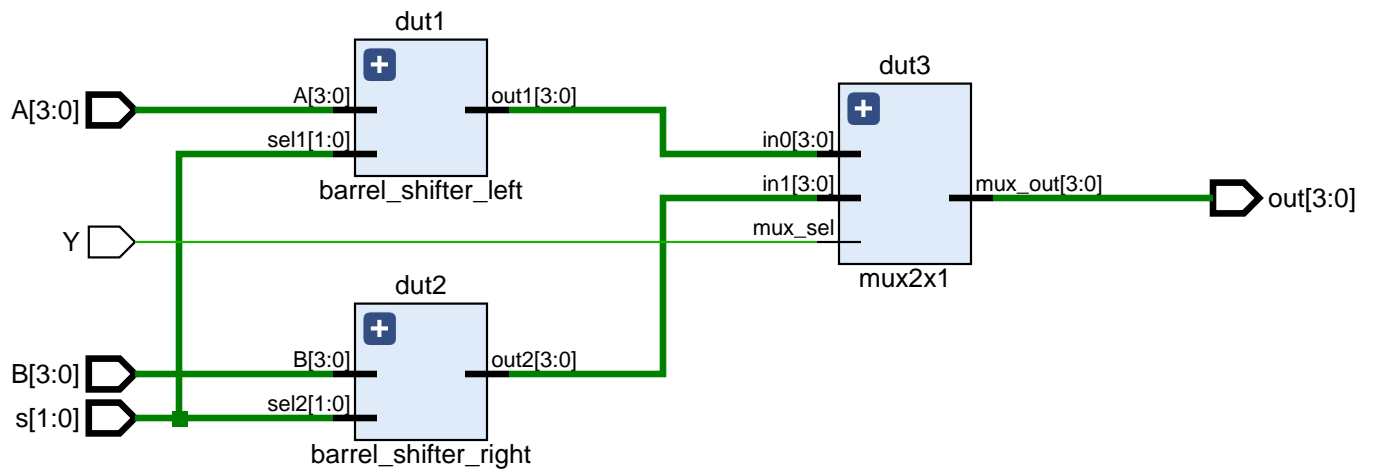 dut1
A[3:0]
A[3:0]
out1[3:0]
sel1[1:0]
barrel_shifter_left
dut3
in0[3:0]
in1[3:0]
mux_out[3:0]
out[3:0]
Y
mux_sel
mux2x1
dut2
B[3:0]
B[3:0]
out2[3:0]
s[1:0]
sel2[1:0]
barrel_shifter_right